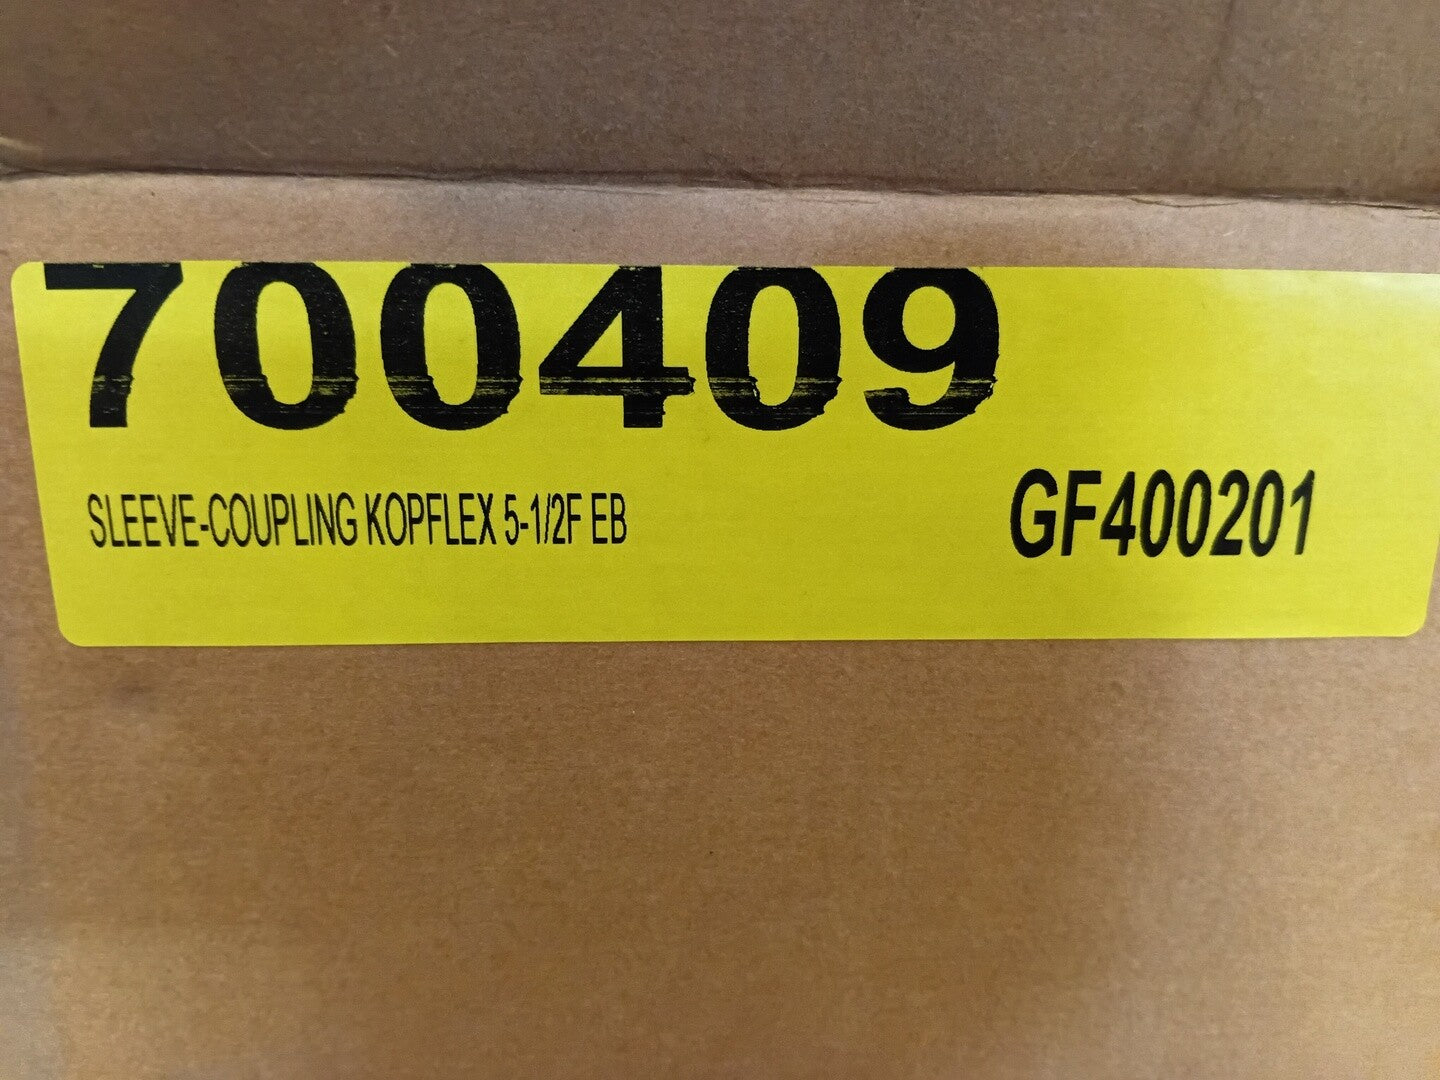 700409
SLEEVE-COUPLING KOPFLEX 5-1/2F EB GF400201